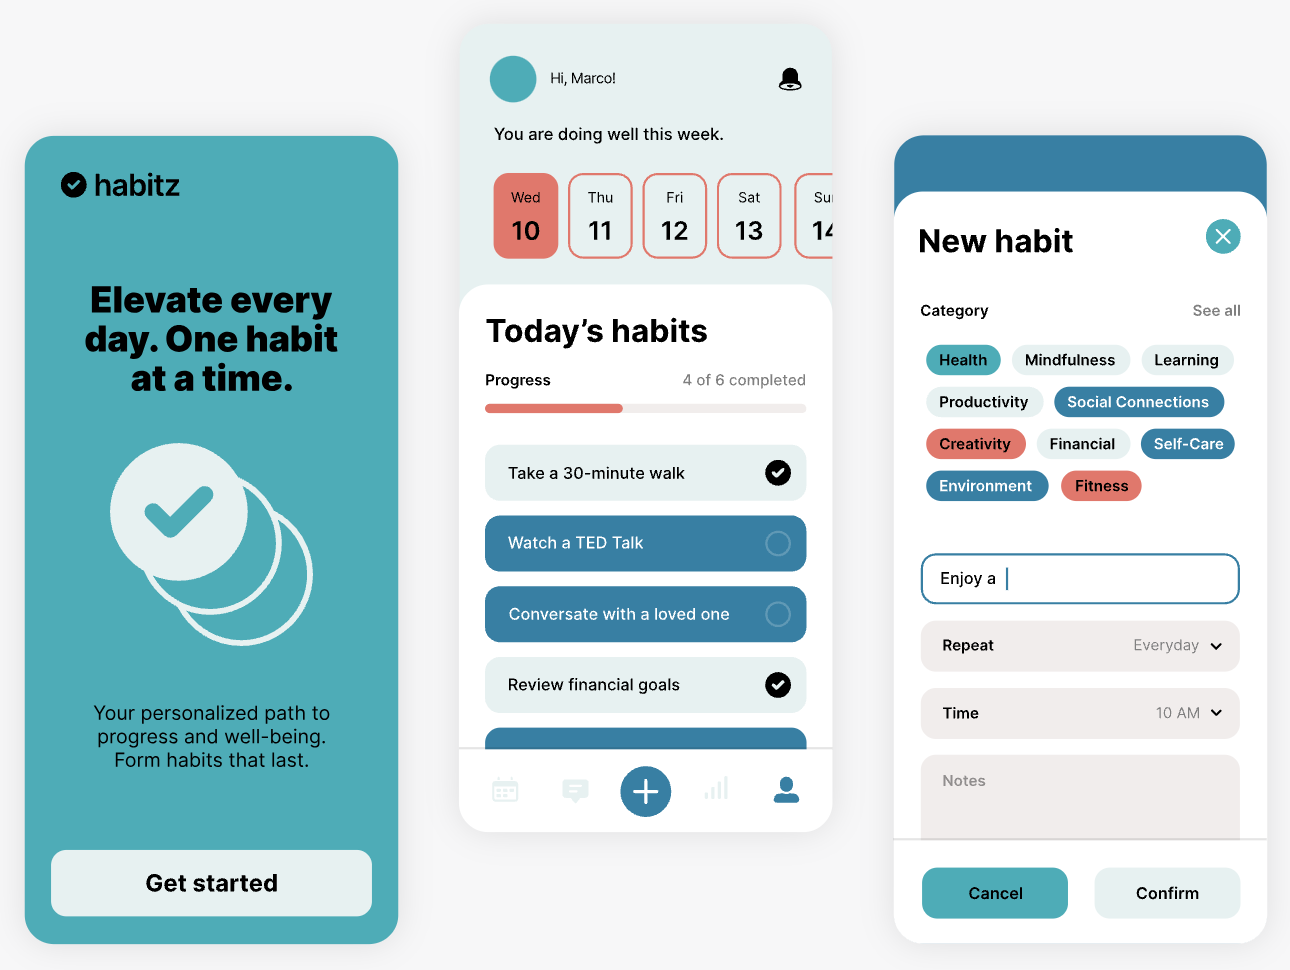 habitz
Elevate every
day. One habit
at a time.
Your personalized path to
progress and well-being.
Form habits that last.
Get started
Hi, Marco!
You are doing well this week.
Wed Thu Fri Sat Sun
10 11 12 13 14
Today’s habits
Progress 4 of 6 completed
Take a 30-minute walk
Watch a TED Talk
Conversate with a loved one
Review financial goals
New habit
Category See all
Health Mindfulness Learning
Productivity Social Connections
Creativity Financial Self-Care
Environment Fitness
Enjoy a
Repeat Everyday
Time 10 AM
Notes
Cancel Confirm